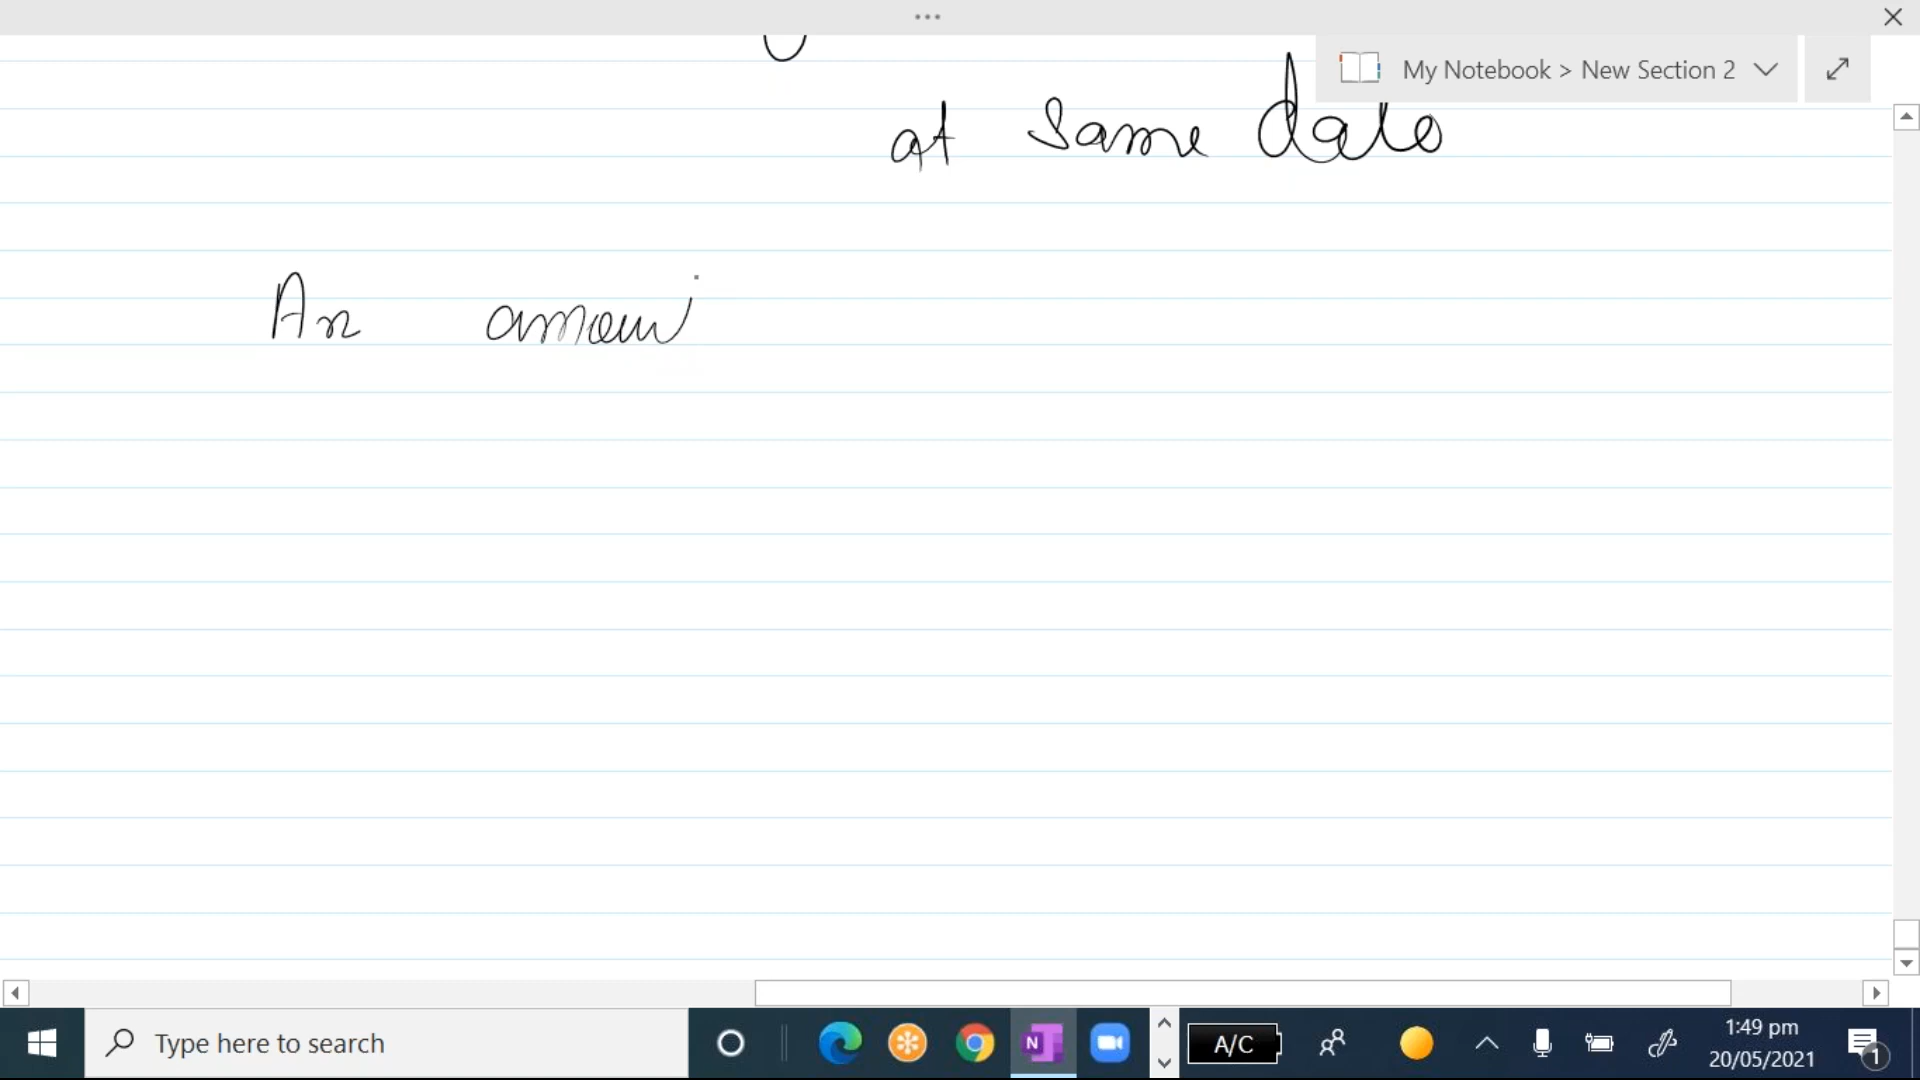 My Notebook > New Section 2
at same date
An amoun
Type here to search
N
A/C
1:49 pm
20/05/2021
1